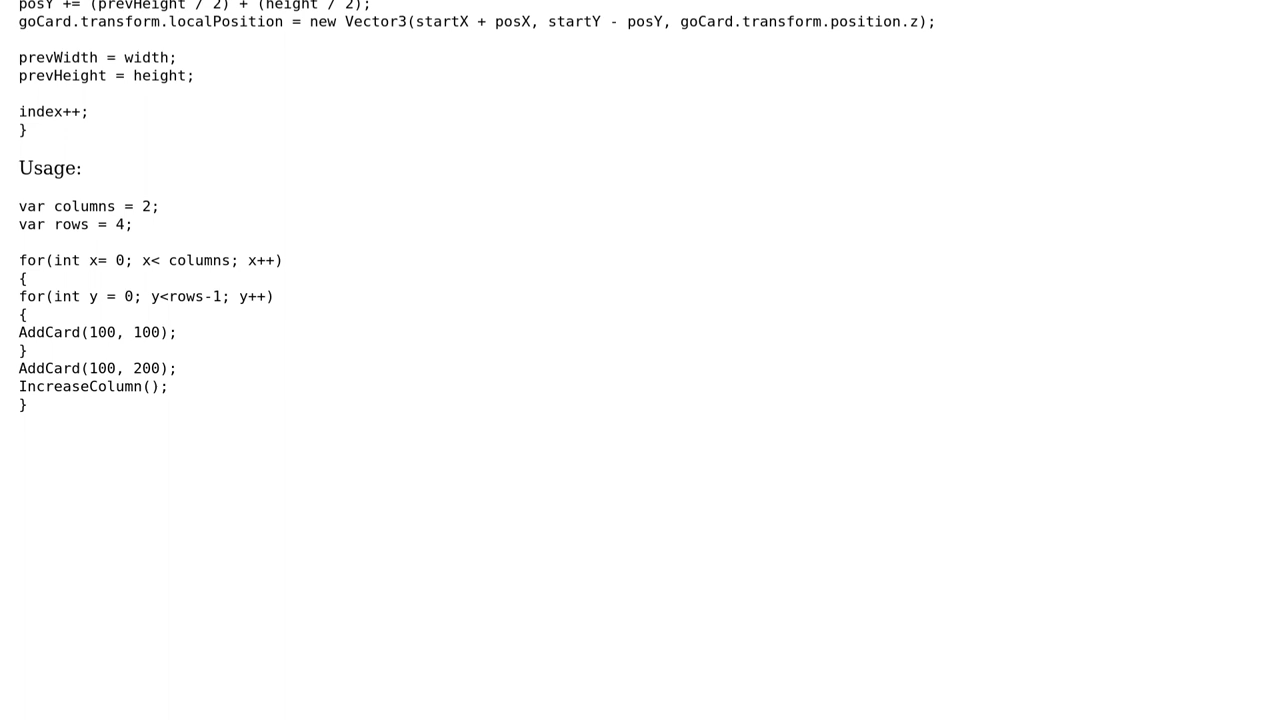 posY += (prevHeight / 2) + (height / 2);
goCard.transform.localPosition = new Vector3(startX + posX, startY - posY, goCard.transform.position.z);
prevWidth = width;
prevHeight = height;
index++;
}
Usage:
var columns = 2;
var rows = 4;
for(int x= 0; x< columns; x++)
{
for(int y = 0; y<rows-1; y++)
{
AddCard(100, 100);
}
AddCard(100, 200);
IncreaseColumn();
}